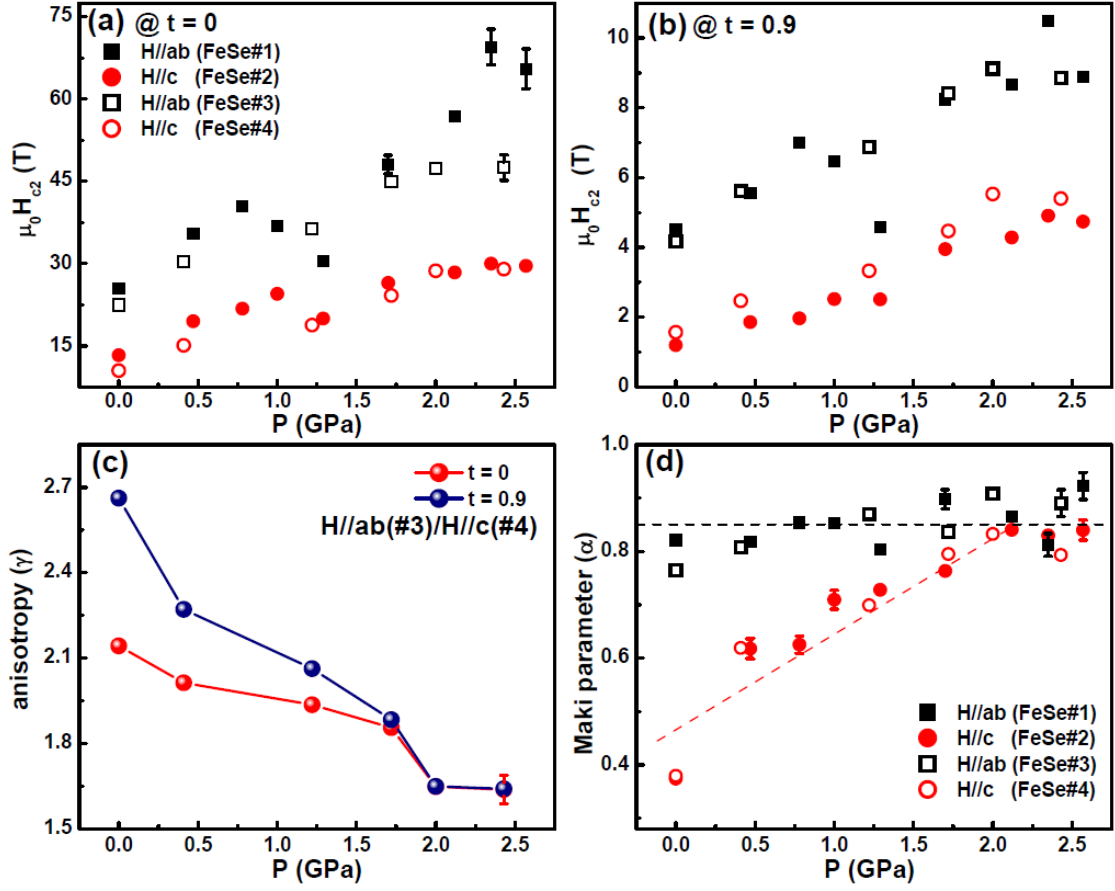 (a) @ t = 0
H//ab (FeSe#1)
H//c (FeSe#2)
H//ab (FeSe#3)
H//c (FeSe#4)
75
60
45
30
15
μ0Hc2 (T)
0.0 0.5 1.0 1.5 2.0 2.5
P (GPa)
(b) @ t = 0.9
10
8
6
4
2
0
μ0Hc2 (T)
0.0 0.5 1.0 1.5 2.0 2.5
P (GPa)
(c)
t = 0
t = 0.9
H//ab(#3)/H//c(#4)
2.7
2.4
2.1
1.8
1.5
anisotropy (γ)
0.0 0.5 1.0 1.5 2.0 2.5
P (GPa)
(d)
1.0
0.8
0.6
0.4
Maki parameter (α)
H//ab (FeSe#1)
H//c (FeSe#2)
H//ab (FeSe#3)
H//c (FeSe#4)
0.0 0.5 1.0 1.5 2.0 2.5
P (GPa)